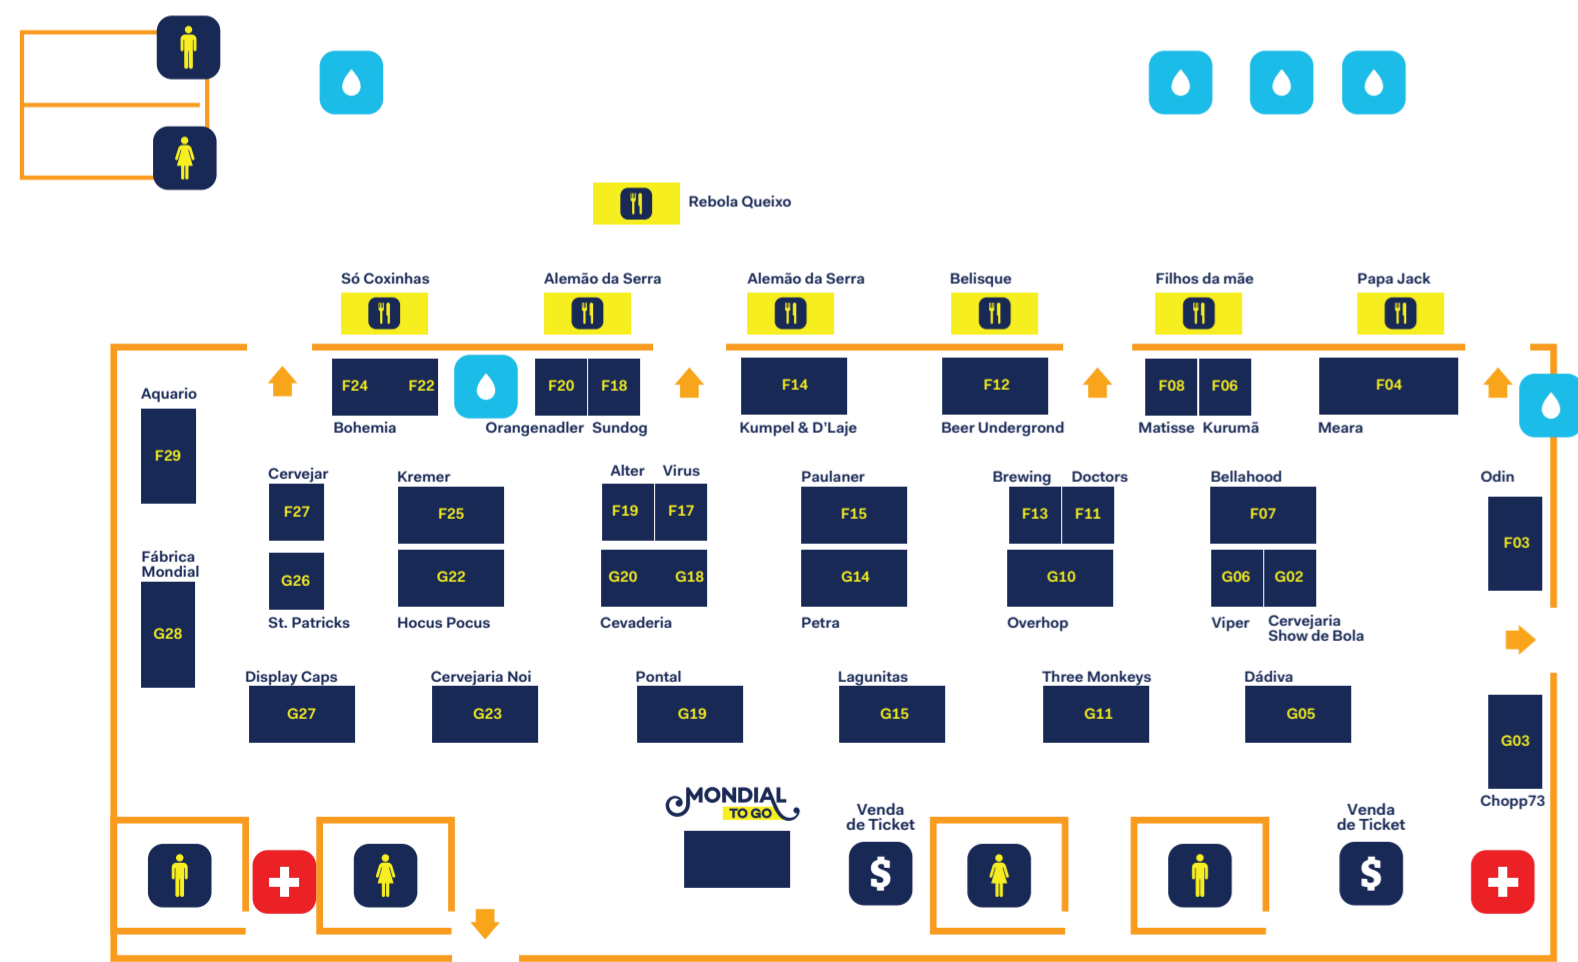 Rebola Queixo
Só Coxinhas
Alemão da Serra
Alemão da Serra
Belisque
Filhos da mãe
Papa Jack
F24
F22
F20
F18
F14
F12
F08
F06
F04
Bohemia
Orangenadler
Sundog
Kumpel & D'Laje
Beer Undergrond
Matisse
Kurumã
Meara
Aquario
F29
Cervejar
Kremer
Alter
Virus
Paulaner
Brewing
Doctors
Bellahood
Odin
F27
F25
F19
F17
F15
F13
F11
F07
F03
Fábrica
Mondial
G28
G26
G22
G20
G18
G14
G10
G06
G02
St. Patricks
Hocus Pocus
Cevaderia
Petra
Overhop
Viper
Cervejaria
Show de Bola
Display Caps
Cervejaria Noi
Pontal
Lagunitas
Three Monkeys
Dádiva
G27
G23
G19
G15
G11
G05
G03
Chopp73
MONDIAL
TO GO
Venda
de Ticket
$
Venda
de Ticket
$